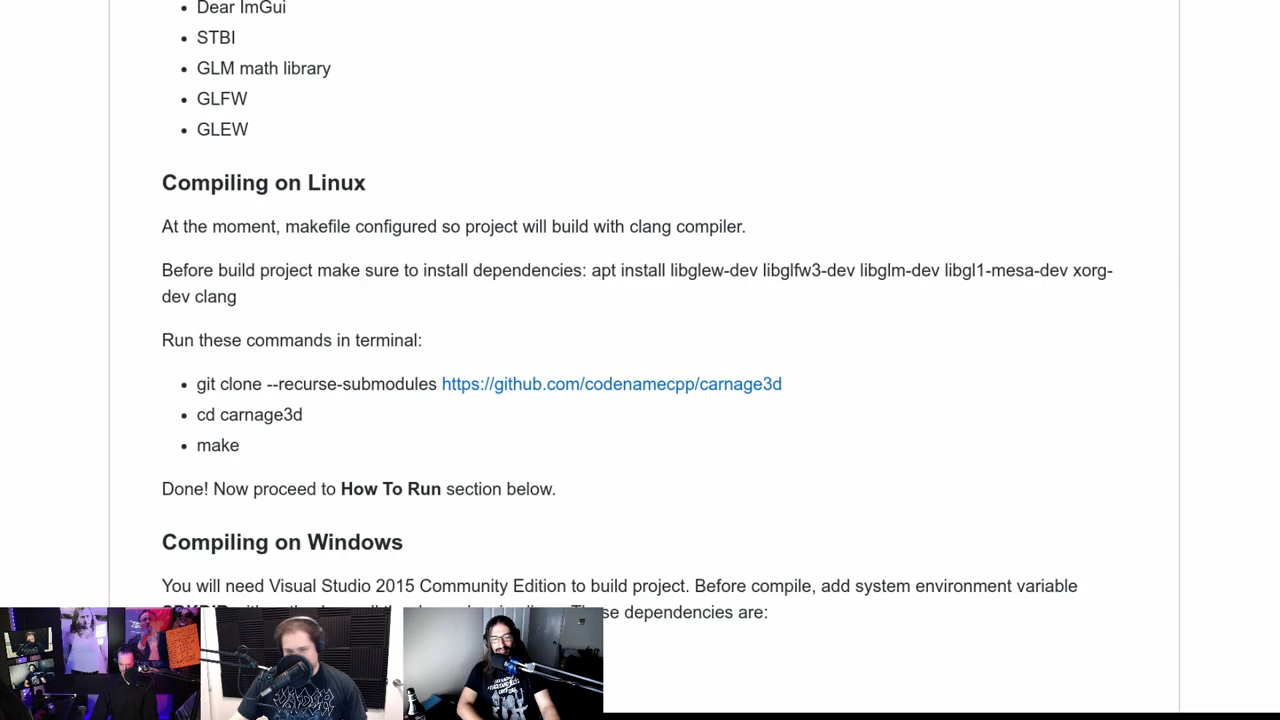 Dear ImGui
STBI
GLM math library
GLFW
GLEW
Compiling on Linux
At the moment, makefile configured so project will build with clang compiler.
Before build project make sure to install dependencies: apt install libglew-dev libglfw3-dev libglm-dev libgl1-mesa-dev xorg-
dev clang
Run these commands in terminal:
git clone --recurse-submodules https://github.com/codenamecpp/carnage3d
cd carnage3d
make
Done! Now proceed to How To Run section below.
Compiling on Windows
You will need Visual Studio 2015 Community Edition to build project. Before compile, add system environment variable
dependencies are: